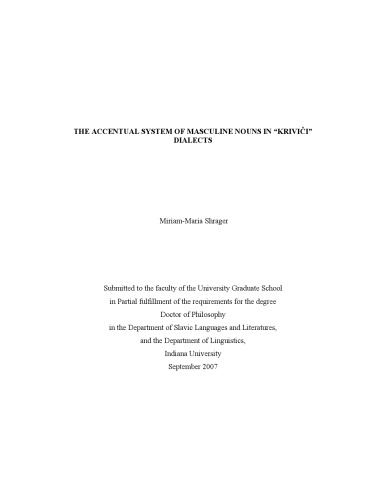 THE ACCENTUAL SYSTEM OF MASCULINE NOUNS IN “KRIVIČI”
DIALECTS
Miriam-Maria Shrager
Submitted to the faculty of the University Graduate School
in Partial fulfillment of the requirements for the degree
Doctor of Philosophy
in the Department of Slavic Languages and Literatures,
and the Department of Linguistics,
Indiana University
September 2007